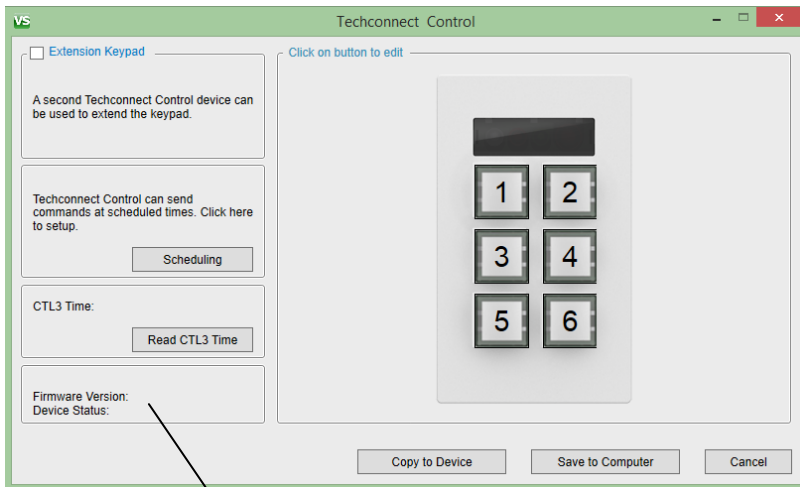 VS
Techconnect Control
Extension Keypad
A second Techconnect Control device can
be used to extend the keypad.
Techconnect Control can send
commands at scheduled times. Click here
to setup.
Scheduling
CTL3 Time:
Read CTL3 Time
Firmware Version:
Device Status:
Click on button to edit
1 2
3 4
5 6
Copy to Device Save to Computer Cancel